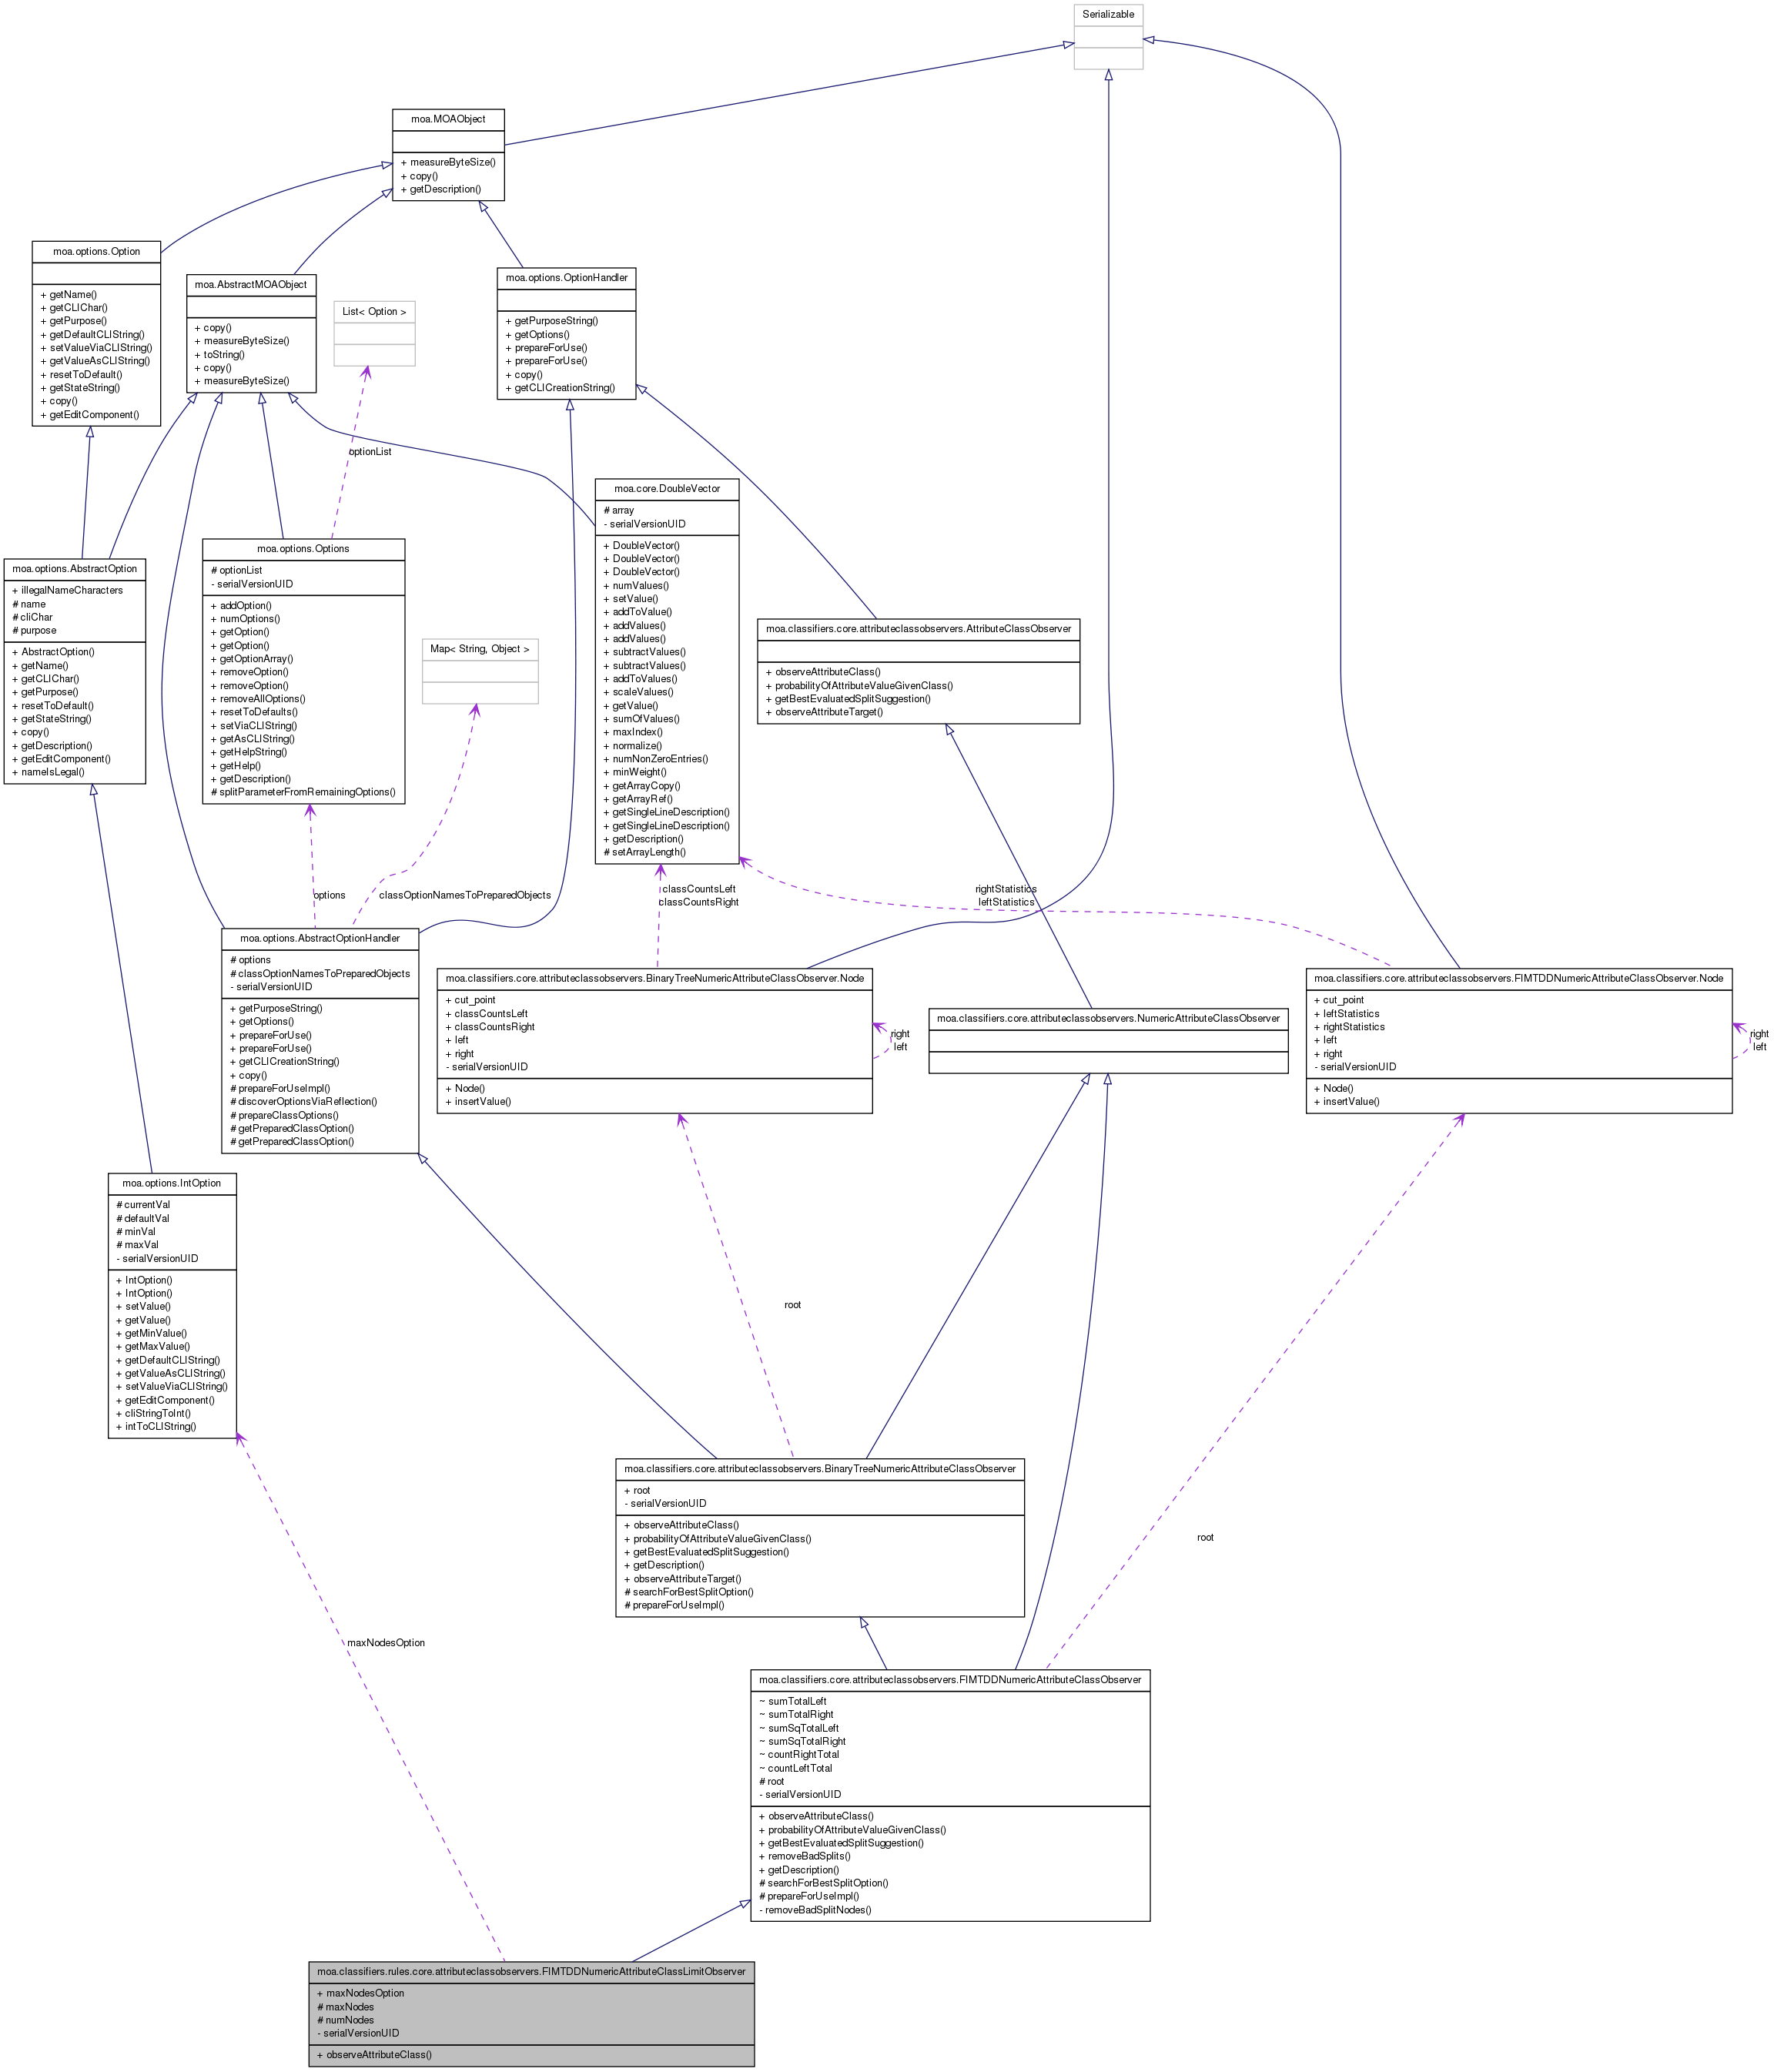 Serializable
moa.MOAObject
+ measureByteSize()
+ copy()
+ getDescription()
moa.options.Option
+ getName()
+ getCLIChar()
+ getPurpose()
+ getDefaultCLIString()
+ setValueViaCLIString()
+ getValueAsCLIString()
+ resetToDefault()
+ getStateString()
+ copy()
+ getEditComponent()
moa.AbstractMOAObject
+ copy()
+ measureByteSize()
+ toString()
+ copy()
+ measureByteSize()
List< Option >
moa.options.OptionHandler
+ getPurposeString()
+ getOptions()
+ prepareForUse()
+ prepareForUse()
+ copy()
+ getCLICreationString()
optionList
moa.options.AbstractOption
+ illegalNameCharacters
# name
# cliChar
# purpose
+ AbstractOption()
+ getName()
+ getCLIChar()
+ getPurpose()
+ resetToDefault()
+ getStateString()
+ copy()
+ getDescription()
+ getEditComponent()
+ nameIsLegal()
moa.options.Options
# optionList
- serialVersionUID
+ addOption()
+ numOptions()
+ getOption()
+ getOption()
+ getOptionArray()
+ removeOption()
+ removeOption()
+ removeAllOptions()
+ resetToDefaults()
+ setViaCLIString()
+ getAsCLIString()
+ getHelpString()
+ getHelp()
+ getDescription()
# splitParameterFromRemainingOptions()
Map< String, Object >
moa.core.DoubleVector
# array
- serialVersionUID
+ DoubleVector()
+ DoubleVector()
+ DoubleVector()
+ numValues()
+ setValue()
+ addToValue()
+ addValues()
+ addValues()
+ subtractValues()
+ subtractValues()
+ addToValues()
+ scaleValues()
+ getValue()
+ sumOfValues()
+ maxIndex()
+ normalize()
+ numNonZeroEntries()
+ minWeight()
+ getArrayCopy()
+ getArrayRef()
+ getSingleLineDescription()
+ getSingleLineDescription()
+ getDescription()
# setArrayLength()
moa.classifiers.core.attributeclassobservers.AttributeClassObserver
+ observeAttributeClass()
+ probabilityOfAttributeValueGivenClass()
+ getBestEvaluatedSplitSuggestion()
+ observeAttributeTarget()
options
classOptionNamesToPreparedObjects
classCountsLeft
classCountsRight
rightStatistics
leftStatistics
moa.options.AbstractOptionHandler
# options
# classOptionNamesToPreparedObjects
- serialVersionUID
+ getPurposeString()
+ getOptions()
+ prepareForUse()
+ prepareForUse()
+ getCLICreationString()
+ copy()
# prepareForUseImpl()
# discoverOptionsViaReflection()
# prepareClassOptions()
# getPreparedClassOption()
# getPreparedClassOption()
moa.classifiers.core.attributeclassobservers.BinaryTreeNumericAttributeClassObserver.Node
+ cut_point
+ classCountsLeft
+ classCountsRight
+ left
+ right
- serialVersionUID
+ Node()
+ insertValue()
right
left
moa.classifiers.core.attributeclassobservers.NumericAttributeClassObserver
moa.classifiers.core.attributeclassobservers.FIMTDDNumericAttributeClassObserver.Node
+ cut_point
+ leftStatistics
+ rightStatistics
+ left
+ right
- serialVersionUID
+ Node()
+ insertValue()
right
left
moa.options.IntOption
# currentVal
# defaultVal
# minVal
# maxVal
- serialVersionUID
+ IntOption()
+ IntOption()
+ setValue()
+ getValue()
+ getMinValue()
+ getMaxValue()
+ getDefaultCLIString()
+ getValueAsCLIString()
+ setValueViaCLIString()
+ getEditComponent()
+ cliStringToInt()
+ intToCLIString()
root
moa.classifiers.core.attributeclassobservers.BinaryTreeNumericAttributeClassObserver
+ root
- serialVersionUID
+ observeAttributeClass()
+ probabilityOfAttributeValueGivenClass()
+ getBestEvaluatedSplitSuggestion()
+ getDescription()
+ observeAttributeTarget()
# searchForBestSplitOption()
# prepareForUseImpl()
root
maxNodesOption
moa.classifiers.core.attributeclassobservers.FIMTDDNumericAttributeClassObserver
~ sumTotalLeft
~ sumTotalRight
~ sumSqTotalLeft
~ sumSqTotalRight
~ countRightTotal
~ countLeftTotal
# root
- serialVersionUID
+ observeAttributeClass()
+ probabilityOfAttributeValueGivenClass()
+ getBestEvaluatedSplitSuggestion()
+ removeBadSplits()
+ getDescription()
# searchForBestSplitOption()
# prepareForUseImpl()
- removeBadSplitNodes()
moa.classifiers.rules.core.attributeclassobservers.FIMTDDNumericAttributeClassLimitObserver
+ maxNodesOption
# maxNodes
# numNodes
- serialVersionUID
+ observeAttributeClass()